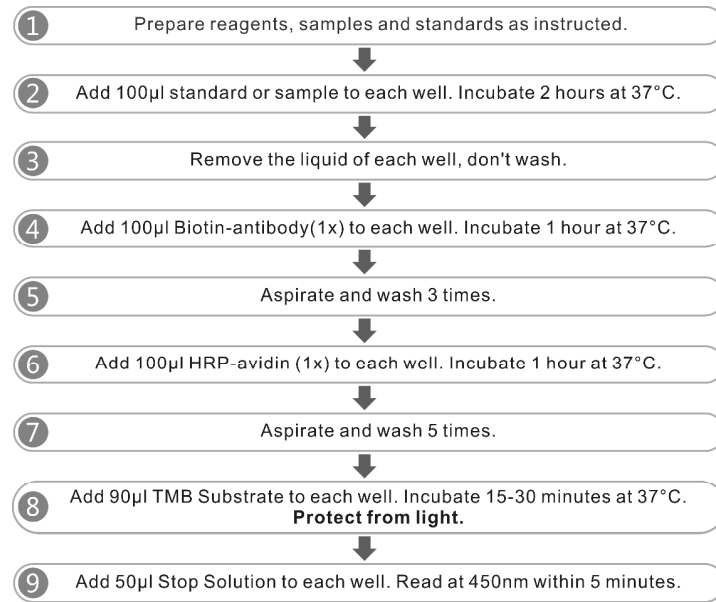 1 Prepare reagents, samples and standards as instructed.
2 Add 100µl standard or sample to each well. Incubate 2 hours at 37°C.
3 Remove the liquid of each well, don't wash.
4 Add 100µl Biotin-antibody(1x) to each well. Incubate 1 hour at 37°C.
5 Aspirate and wash 3 times.
6 Add 100µl HRP-avidin (1x) to each well. Incubate 1 hour at 37°C.
7 Aspirate and wash 5 times.
8 Add 90µl TMB Substrate to each well. Incubate 15-30 minutes at 37°C.
Protect from light.
9 Add 50µl Stop Solution to each well. Read at 450nm within 5 minutes.